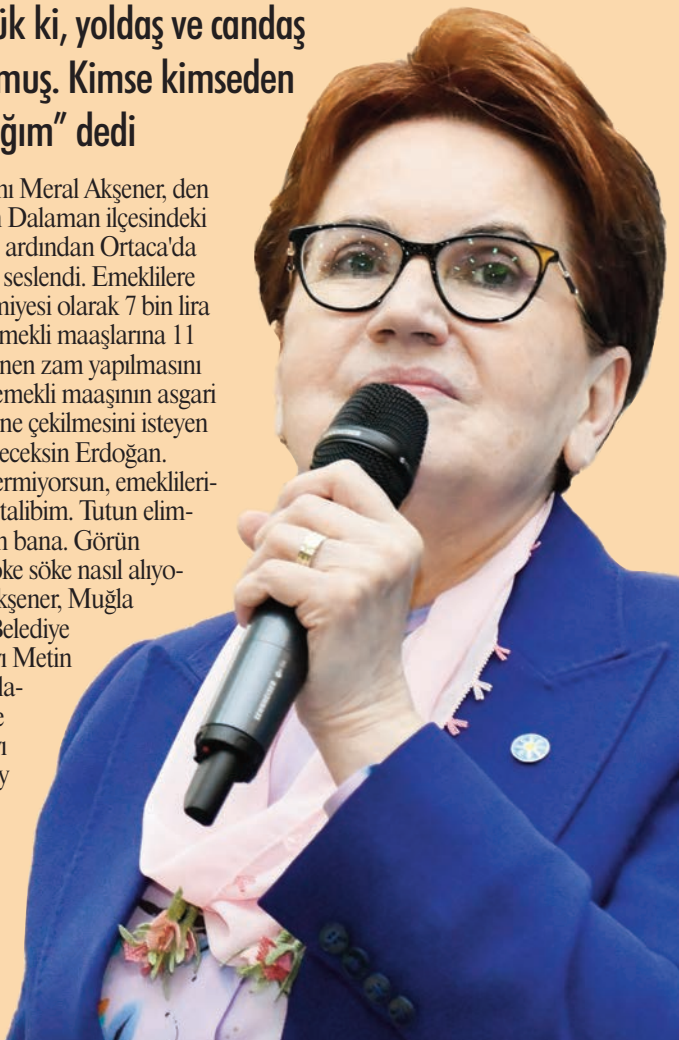 ük ki, yoldaş ve candaş
muş. Kimse kimseden
ğım” dedi
nı Meral Akşener, den
n Dalaman ilçesindeki
ardından Ortaca'da
seslendi. Emeklilere
miyesi olarak 7 bin lira
mekli maaşlarına 11
nen zam yapılmasını
emekli maaşının asgari
ne çekilmesini isteyen
eceksin Erdoğan.
ermiyorsun, emeklileri-
talibim. Tutun elim-
n bana. Görün
öke söke nasıl alıyo-
kşener, Muğla
Belediye
ı Metin
la-
e
ı
y